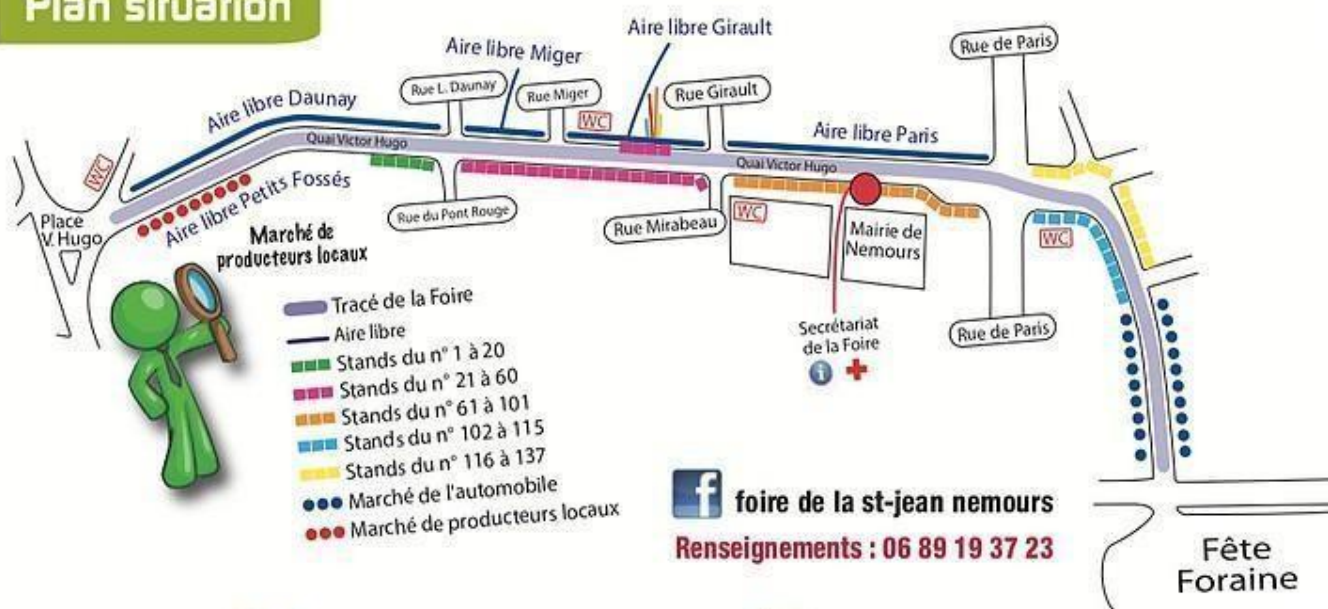 Plan situation
Rue de Paris
Aire libre Girault
Aire libre Miger
Rue L. Daunay
Rue Miger
Rue Girault
Aire libre Daunay
WC
Aire libre Paris
Quai Victor Hugo
Quai Victor Hugo
WC
Aire libre Petits Fossés
Place
V. Hugo
Rue du Pont Rouge
Rue Mirabeau
WC
Mairie de
Nemours
WC
Marché de
producteurs locaux
Rue de Paris
Secrétariat
de la Foire
i
Tracé de la Foire
Aire libre
Stands du n° 1 à 20
Stands du n° 21 à 60
Stands du n° 61 à 101
Stands du n° 102 à 115
Stands du n° 116 à 137
Marché de l'automobile
Marché de producteurs locaux
f foire de la st-jean nemours
Renseignements : 06 89 19 37 23
Fête
Foraine